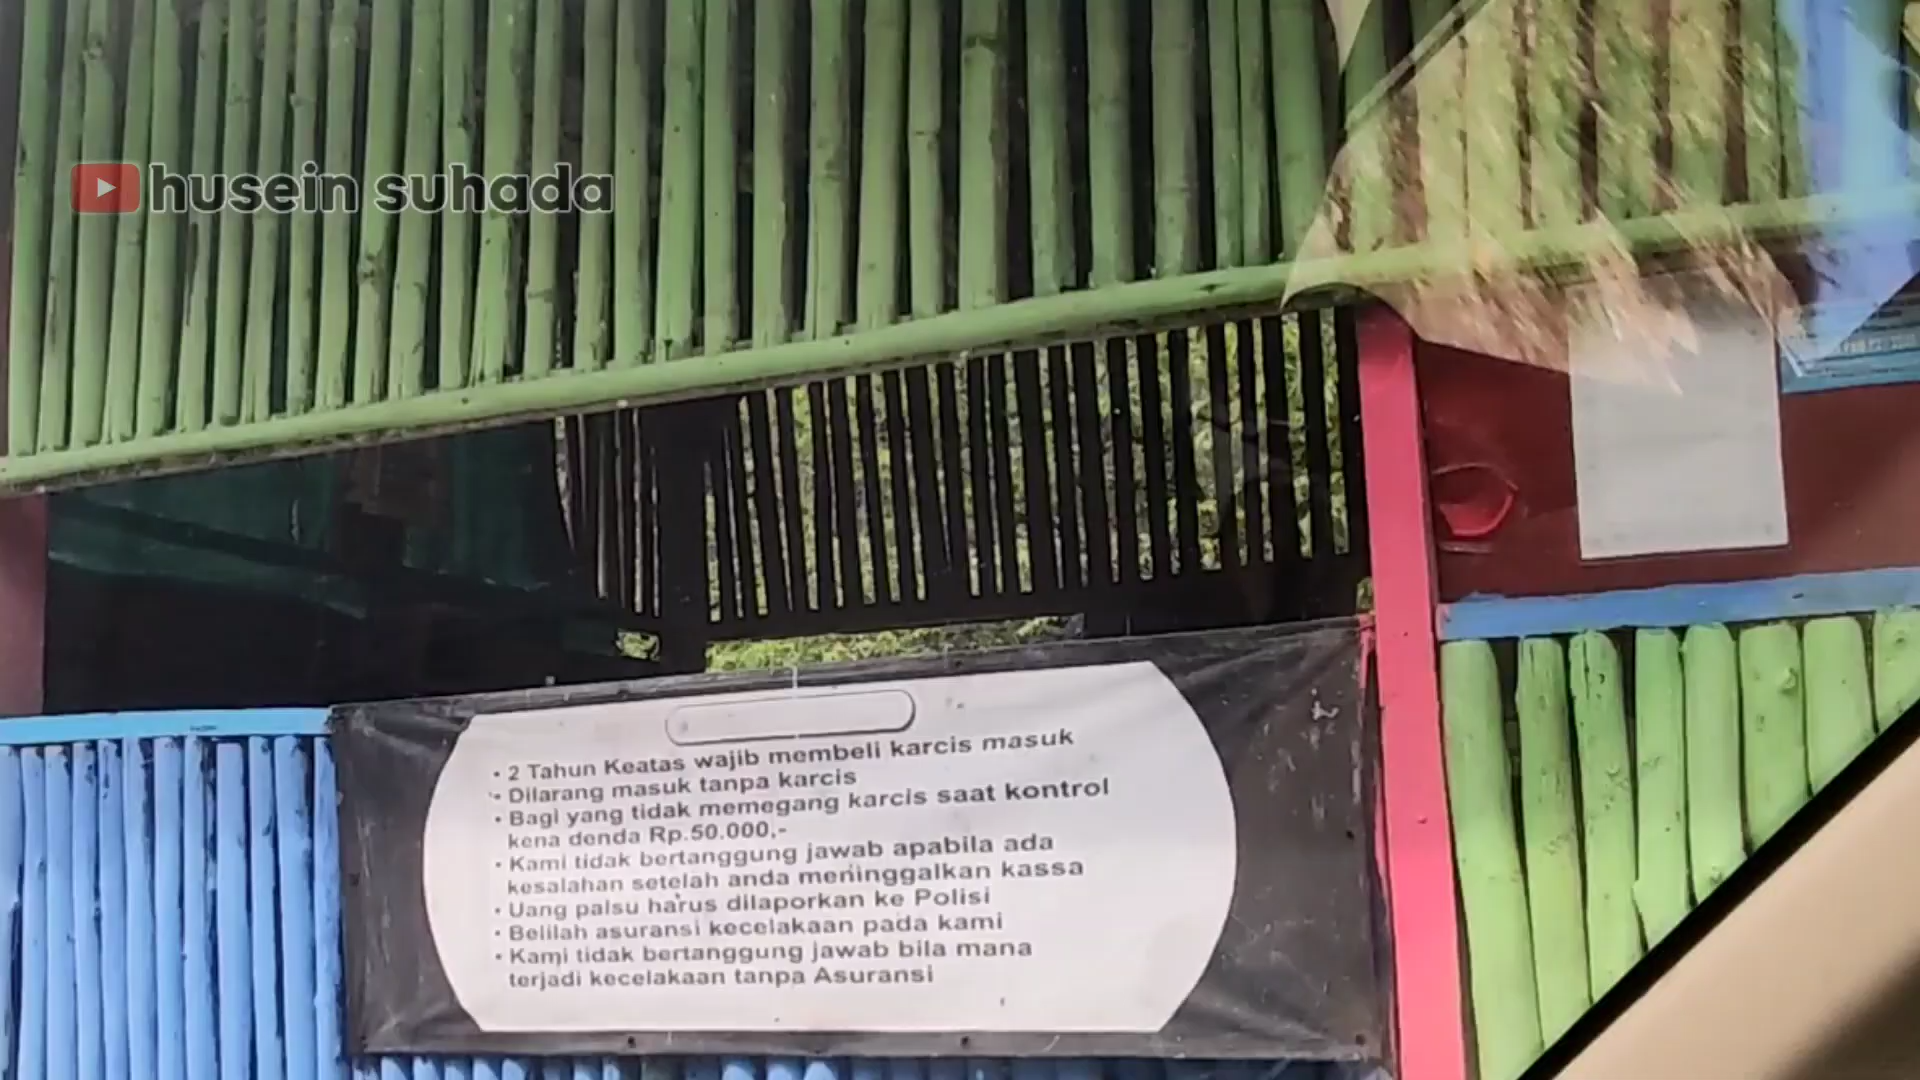 husein suhada
• 2 Tahun Keatas wajib membeli karcis masuk
• Dilarang masuk tanpa karcis
• Bagi yang tidak memegang karcis saat kontrol
kena denda Rp.50.000,-
• Kami tidak bertanggung jawab apabila ada
kesalahan setelah anda meninggalkan kassa
• Uang palsu harus dilaporkan ke Polisi
• Belilah asuransi kecelakaan pada kami
• Kami tidak bertanggung jawab bila mana
terjadi kecelakaan tanpa Asuransi